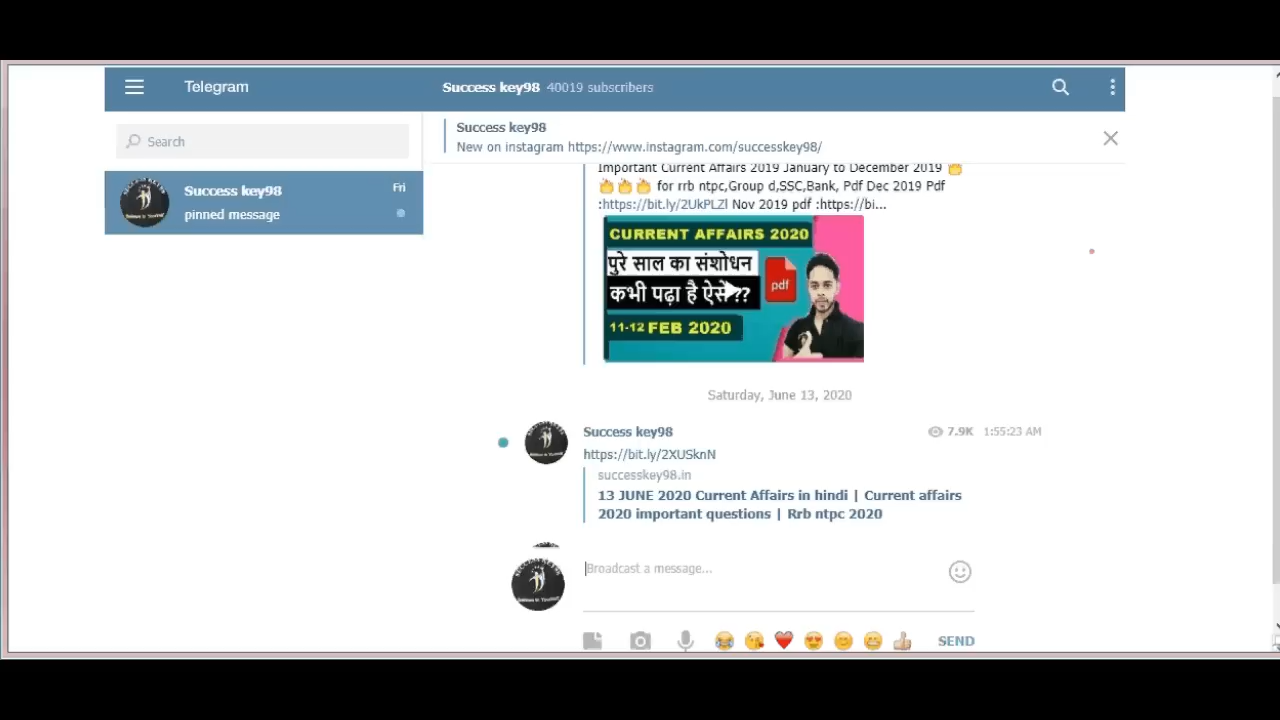 Telegram
Success key98 40019 subscribers
Search
Success key98
New on instagram https://www.instagram.com/successkey98/
Success key98 Fri
pinned message
Important Current Affairs 2019 January to December 2019 👏
👏👏👏 for rrb ntpc,Group d,SSC,Bank, Pdf Dec 2019 Pdf
:https://bit.ly/2UkPLZl Nov 2019 pdf :https://bi...
CURRENT AFFAIRS 2020
पुरे साल का संशोधन
कभी पढ़ा है ऐसे ??
pdf
11-12 FEB 2020
Saturday, June 13, 2020
Success key98 7.9K 1:55:23 AM
https://bit.ly/2XUSknN
successkey98.in
13 JUNE 2020 Current Affairs in hindi | Current affairs
2020 important questions | Rrb ntpc 2020
Broadcast a message...
SEND